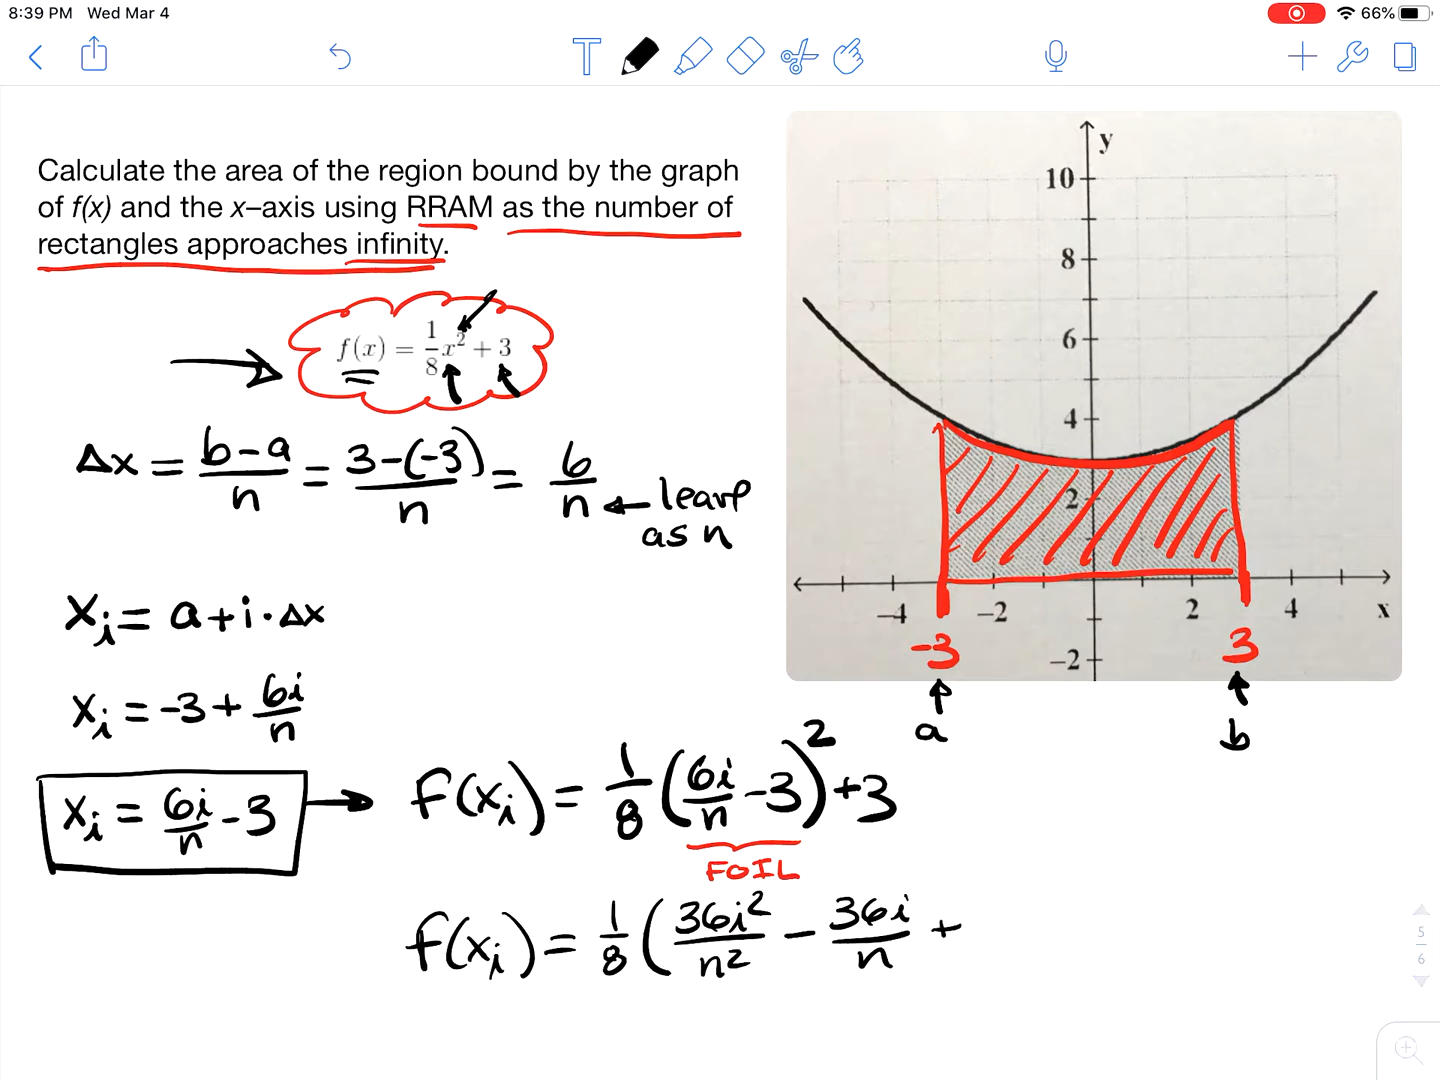 8:39 PM Wed Mar 4
66%
T
Calculate the area of the region bound by the graph
of f(x) and the x–axis using RRAM as the number of
rectangles approaches infinity.
f(x) = 1/8 x² + 3
Δx = b-a/n = 3-(-3)/n = 6/n ← leave
as n
xᵢ = a+i·Δx
xᵢ = -3+ 6i/n
xᵢ = 6i/n - 3 → f(xᵢ) = 1/8 (6i/n - 3)² + 3
FOIL
f(xᵢ) = 1/8 (36i²/n² - 36i/n +
y
10
8
6
4
2
-4 -2 2 4 x
-2
-3 3
a b
5
6